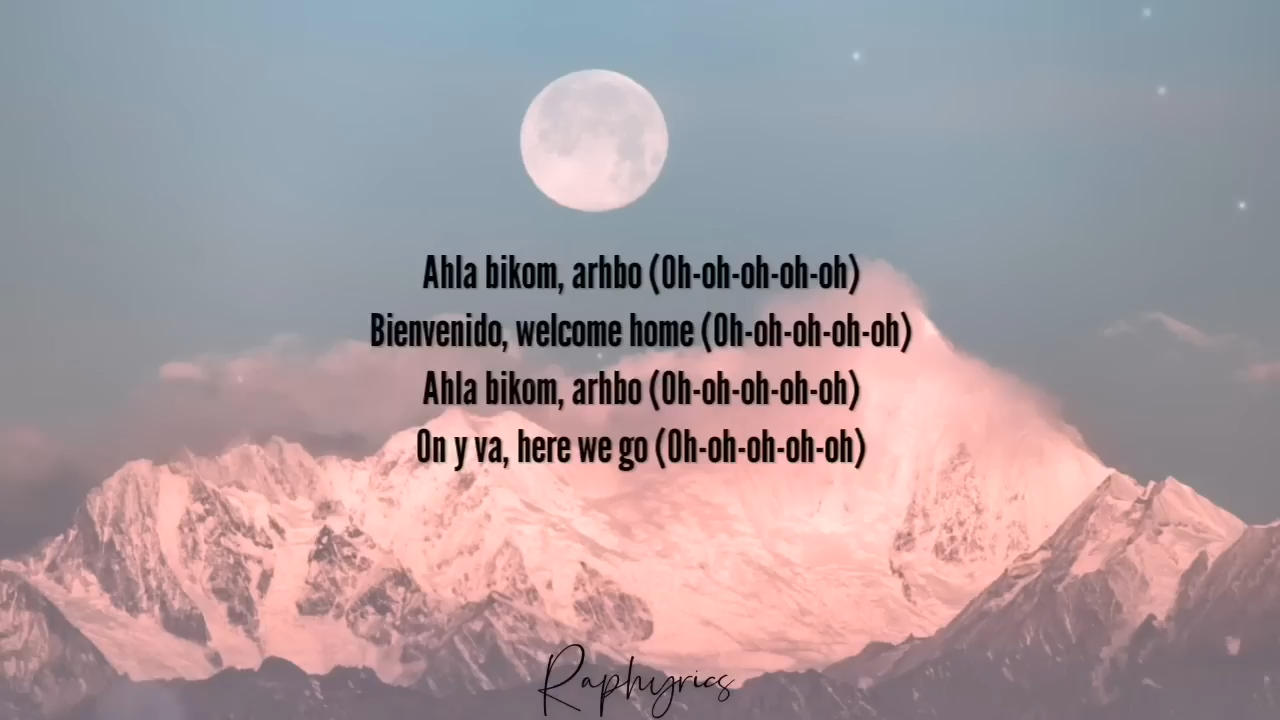 Ahla bikom, arhbo (Oh-oh-oh-oh-oh)
Bienvenido, welcome home (Oh-oh-oh-oh-oh)
Ahla bikom, arhbo (Oh-oh-oh-oh-oh)
On y va, here we go (Oh-oh-oh-oh-oh)
Raphyrics